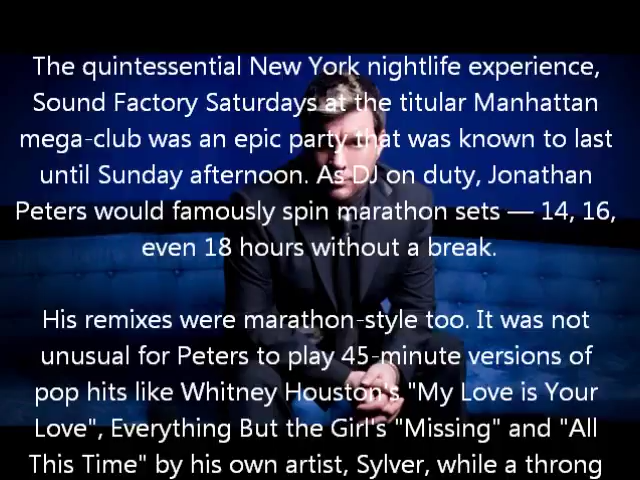 The quintessential New York nightlife experience,
Sound Factory Saturdays at the titular Manhattan
mega-club was an epic party that was known to last
until Sunday afternoon. As DJ on duty, Jonathan
Peters would famously spin marathon sets — 14, 16,
even 18 hours without a break.
His remixes were marathon-style too. It was not
unusual for Peters to play 45-minute versions of
pop hits like Whitney Houston's "My Love is Your
Love", Everything But the Girl's "Missing" and "All
This Time" by his own artist, Sylver, while a throng